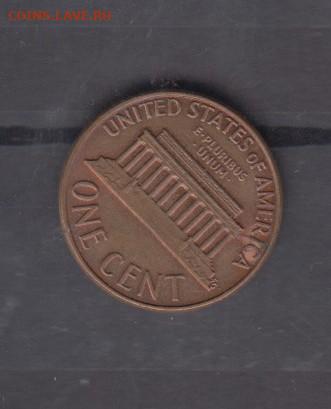 COINS.LAVE.RU
UNITED STATES OF AMERICA
E·PLURIBUS
·UNUM·
ONE CENT